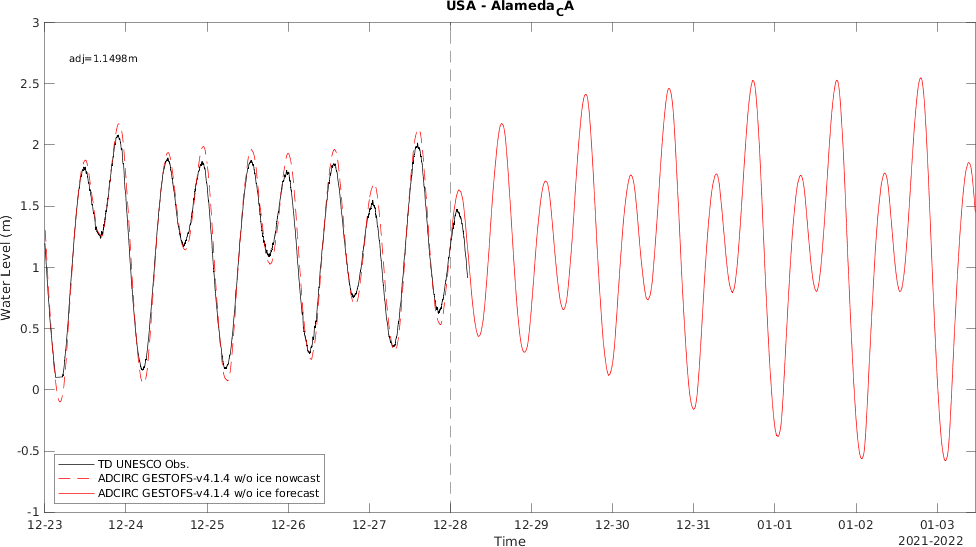 USA - Alameda_CA
adj=1.1498m
3
2.5
2
1.5
1
0.5
0
-0.5
-1
Water Level (m)
TD UNESCO Obs.
ADCIRC GESTOFS-v4.1.4 w/o ice nowcast
ADCIRC GESTOFS-v4.1.4 w/o ice forecast
12-23 12-24 12-25 12-26 12-27 12-28 12-29 12-30 12-31 01-01 01-02 01-03
Time
2021-2022